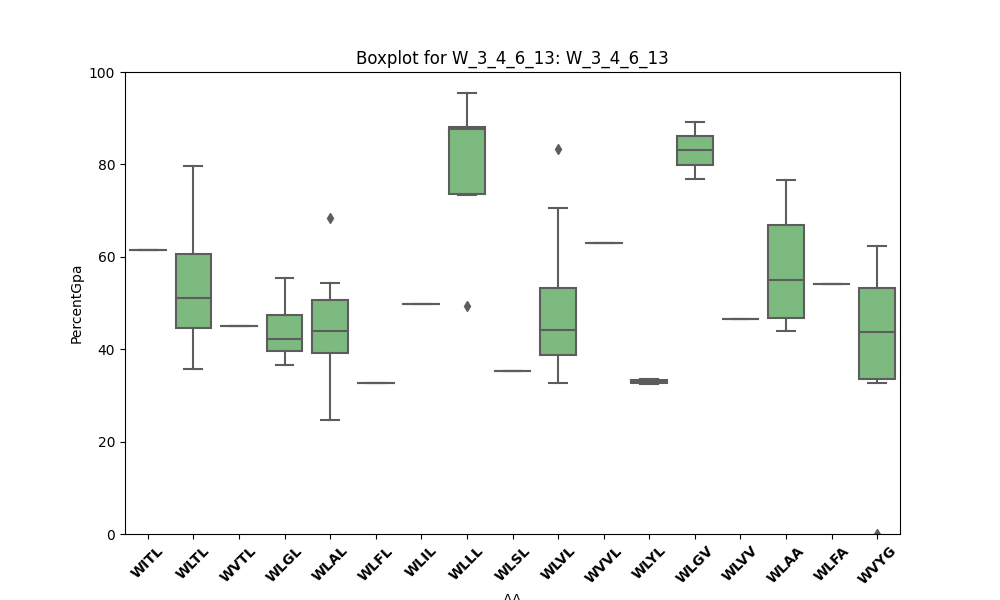 Boxplot for W_3_4_6_13: W_3_4_6_13
100
80
60
40
20
0
PercentGpa
WITL WLTL WVTL WLGL WLAL WLFL WLIL WLLL WLSL WLVL WVVL WLYL WLGV WLVV WLAA WLFA WVYG
AA